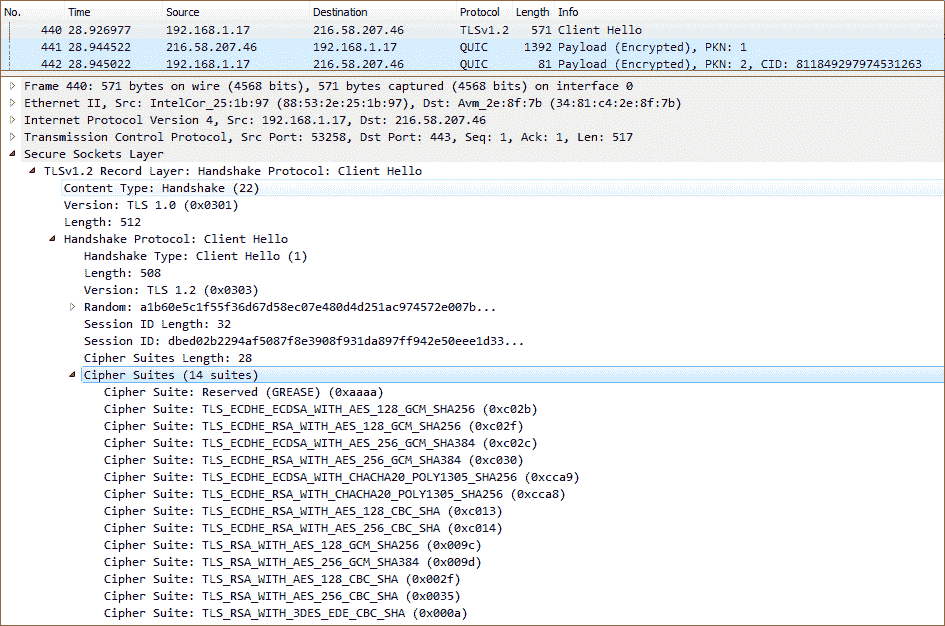 No. Time Source Destination Protocol Length Info
440 28.926977 192.168.1.17 216.58.207.46 TLSv1.2 571 Client Hello
441 28.944522 216.58.207.46 192.168.1.17 QUIC 1392 Payload (Encrypted), PKN: 1
442 28.945022 192.168.1.17 216.58.207.46 QUIC 81 Payload (Encrypted), PKN: 2, CID: 811849297974531263
Frame 440: 571 bytes on wire (4568 bits), 571 bytes captured (4568 bits) on interface 0
Ethernet II, Src: IntelCor_25:1b:97 (88:53:2e:25:1b:97), Dst: Avm_2e:8f:7b (34:81:c4:2e:8f:7b)
Internet Protocol Version 4, Src: 192.168.1.17, Dst: 216.58.207.46
Transmission Control Protocol, Src Port: 53258, Dst Port: 443, Seq: 1, Ack: 1, Len: 517
Secure Sockets Layer
TLSv1.2 Record Layer: Handshake Protocol: Client Hello
Content Type: Handshake (22)
Version: TLS 1.0 (0x0301)
Length: 512
Handshake Protocol: Client Hello
Handshake Type: Client Hello (1)
Length: 508
Version: TLS 1.2 (0x0303)
Random: a1b60e5c1f55f36d67d58ec07e480d4d251ac974572e007b...
Session ID Length: 32
Session ID: dbed02b2294af5087f8e3908f931da897ff942e50eee1d33...
Cipher Suites Length: 28
Cipher Suites (14 suites)
Cipher Suite: Reserved (GREASE) (0xaaaa)
Cipher Suite: TLS_ECDHE_ECDSA_WITH_AES_128_GCM_SHA256 (0xc02b)
Cipher Suite: TLS_ECDHE_RSA_WITH_AES_128_GCM_SHA256 (0xc02f)
Cipher Suite: TLS_ECDHE_ECDSA_WITH_AES_256_GCM_SHA384 (0xc02c)
Cipher Suite: TLS_ECDHE_RSA_WITH_AES_256_GCM_SHA384 (0xc030)
Cipher Suite: TLS_ECDHE_ECDSA_WITH_CHACHA20_POLY1305_SHA256 (0xcca9)
Cipher Suite: TLS_ECDHE_RSA_WITH_CHACHA20_POLY1305_SHA256 (0xcca8)
Cipher Suite: TLS_ECDHE_RSA_WITH_AES_128_CBC_SHA (0xc013)
Cipher Suite: TLS_ECDHE_RSA_WITH_AES_256_CBC_SHA (0xc014)
Cipher Suite: TLS_RSA_WITH_AES_128_GCM_SHA256 (0x009c)
Cipher Suite: TLS_RSA_WITH_AES_256_GCM_SHA384 (0x009d)
Cipher Suite: TLS_RSA_WITH_AES_128_CBC_SHA (0x002f)
Cipher Suite: TLS_RSA_WITH_AES_256_CBC_SHA (0x0035)
Cipher Suite: TLS_RSA_WITH_3DES_EDE_CBC_SHA (0x000a)